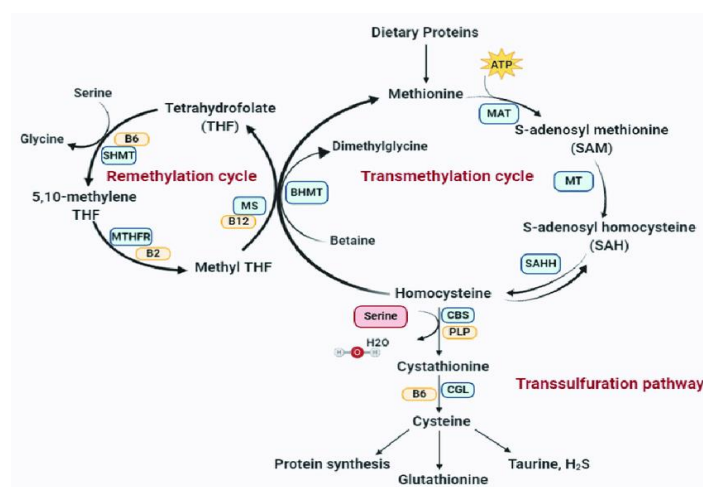 Dietary Proteins
ATP
Methionine
MAT
S-adenosyl methionine
(SAM)
MT
S-adenosyl homocysteine
(SAH)
SAHH
Serine
Glycine
B6
SHMT
Tetrahydrofolate
(THF)
Remethylation cycle
5,10-methylene
THF
MTHFR
B2
Methyl THF
MS
B12
BHMT
Dimethylglycine
Transmethylation cycle
Betaine
Homocysteine
Serine
CBS
PLP
H2O
H
O
H
Cystathionine
B6
CGL
Transsulfuration pathway
Cysteine
Protein synthesis
Glutathionine
Taurine, H₂S